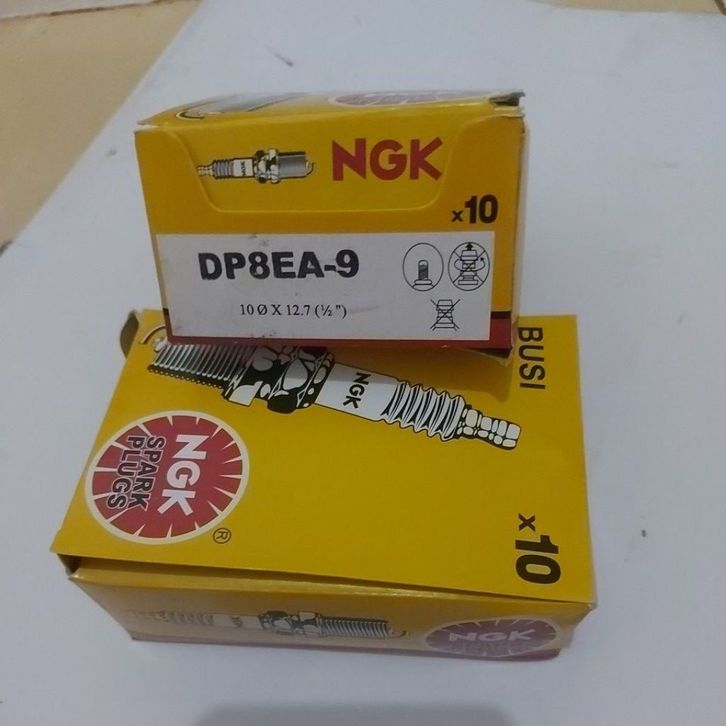 NGK
x10
DP8EA-9
10 Ø X 12.7 (½ ")
BUSI
NGK
NGK
SPARK
PLUGS
®
x10
NGK